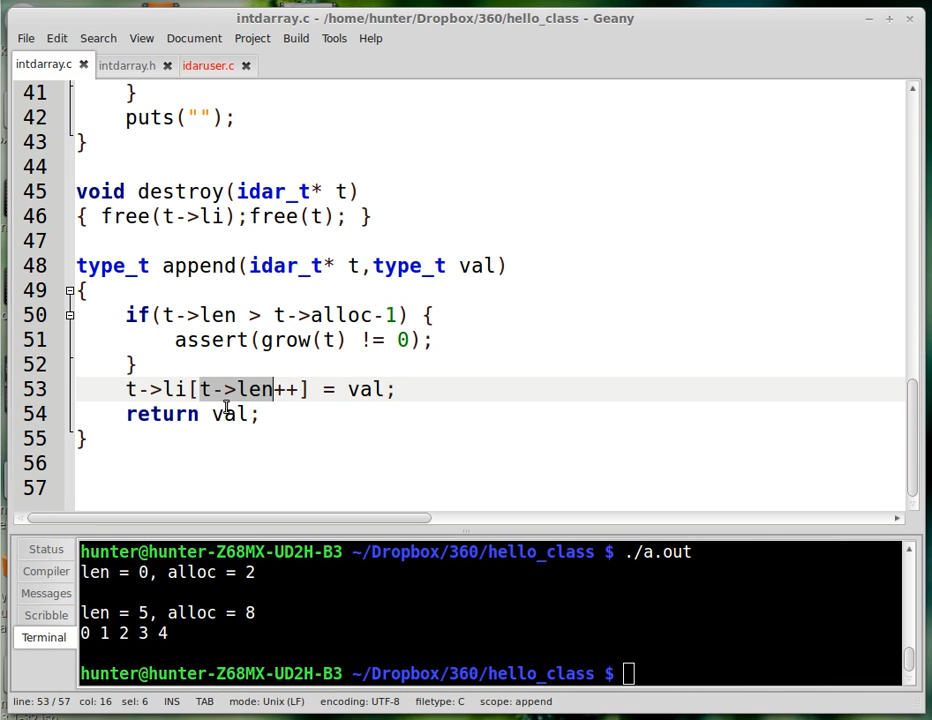 intdarray.c - /home/hunter/Dropbox/360/hello_class - Geany
File Edit Search View Document Project Build Tools Help
intdarray.c intdarray.h idaruser.c
41     }
42     puts("");
43 }
44
45 void destroy(idar_t* t)
46 { free(t->li);free(t); }
47
48 type_t append(idar_t* t,type_t val)
49 {
50     if(t->len > t->alloc-1) {
51         assert(grow(t) != 0);
52     }
53     t->li[t->len++] = val;
54     return val;
55 }
56
57
Status
Compiler
Messages
Scribble
Terminal
hunter@hunter-Z68MX-UD2H-B3 ~/Dropbox/360/hello_class $ ./a.out
len = 0, alloc = 2
len = 5, alloc = 8
0 1 2 3 4
hunter@hunter-Z68MX-UD2H-B3 ~/Dropbox/360/hello_class $
line: 53 / 57 col: 16 sel: 6 INS TAB mode: Unix (LF) encoding: UTF-8 filetype: C scope: append